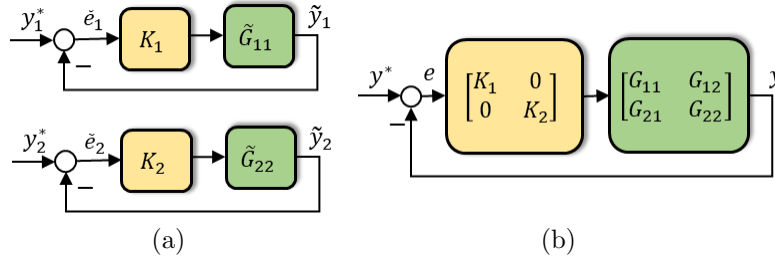 y₁* ĕ₁ K₁ G̃₁₁ ỹ₁
−
y₂* ĕ₂ K₂ G̃₂₂ ỹ₂
−
(a)
y* e [K₁ 0 G₁₁ G₁₂ y
0 K₂] G₂₁ G₂₂
−
(b)